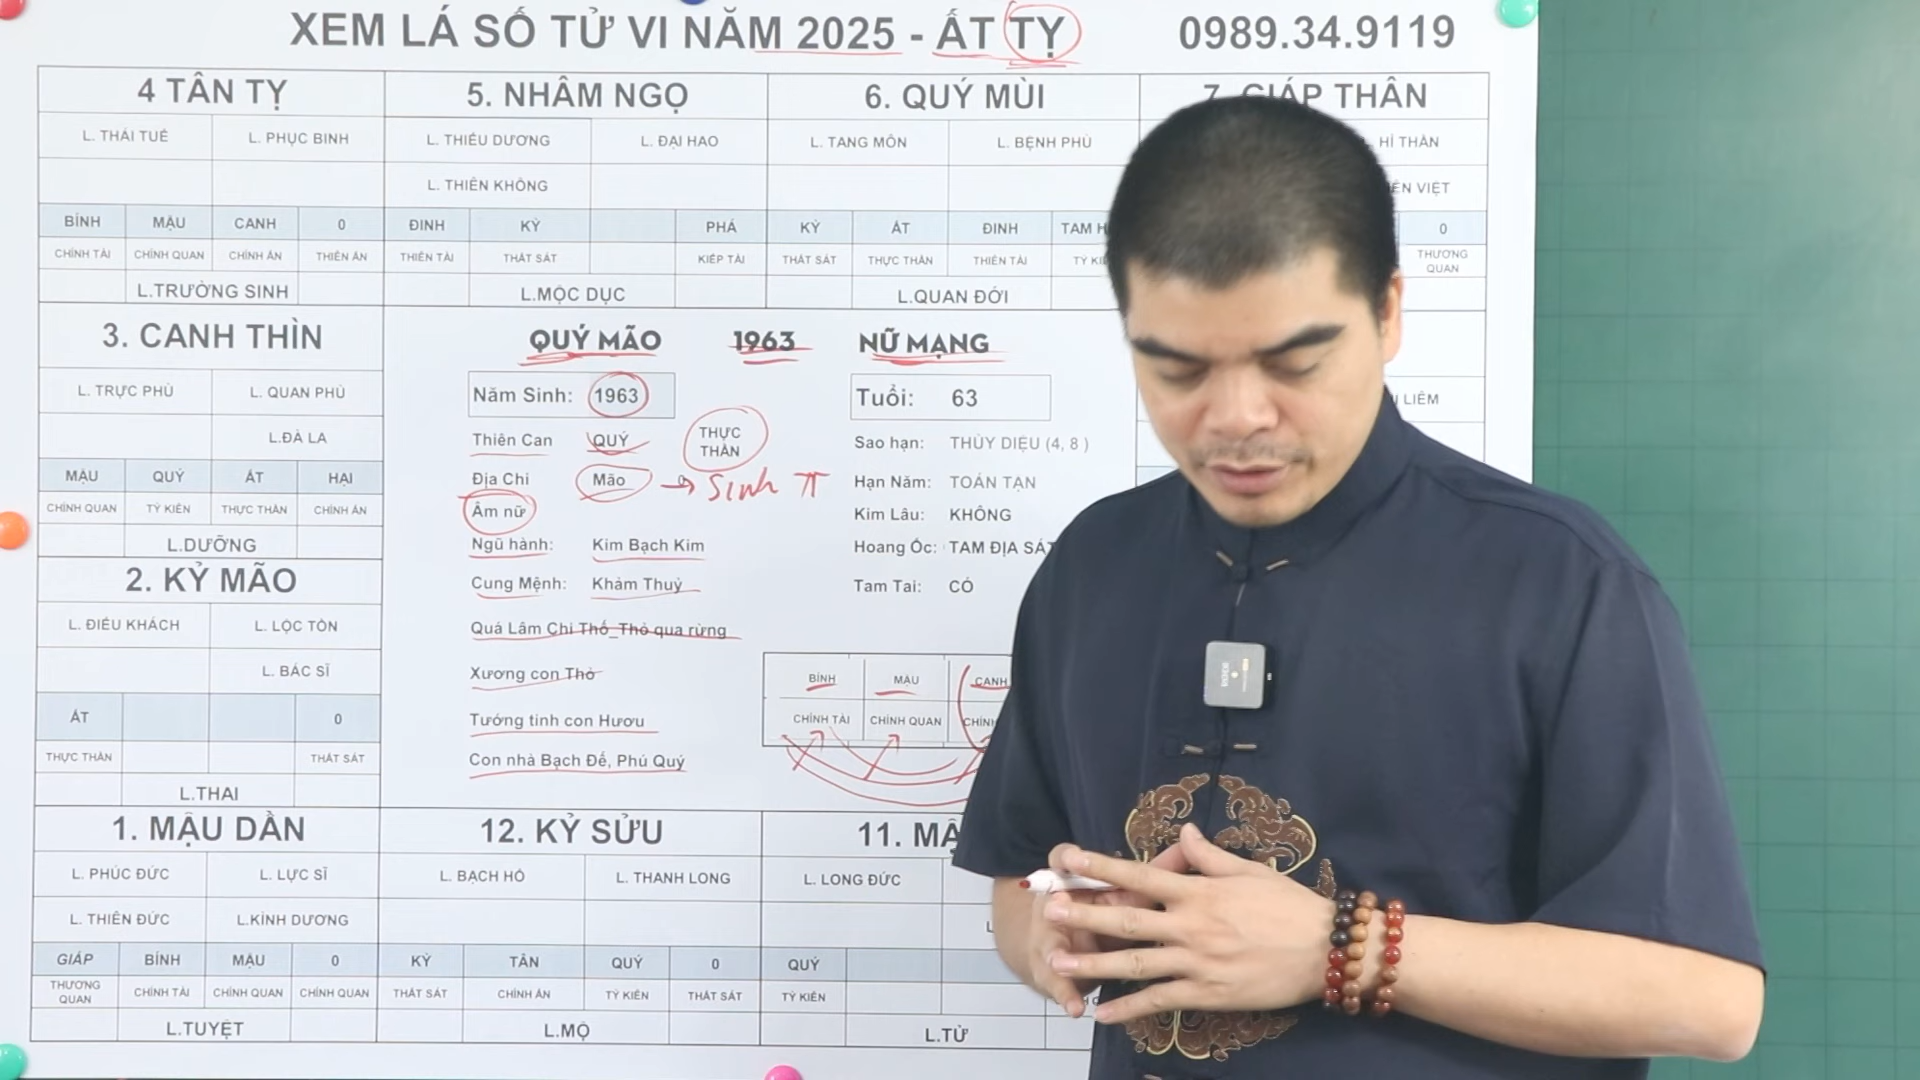 XEM LÁ SỐ TỬ VI NĂM 2025 - ẤT TỴ
0989.34.9119
4 TÂN TỴ
5. NHÂM NGỌ
6. QUÝ MÙI
7. GIÁP THÂN
L. THÁI TUẾ
L. PHỤC BINH
L. THIẾU DƯƠNG
L. ĐẠI HAO
L. TANG MÔN
L. BỆNH PHÙ
HỈ THẦN
L. THIÊN KHÔNG
VIỆT
BÍNH
MẬU
CANH
0
ĐINH
KỶ
PHÁ
KỶ
ẤT
ĐINH
TAM
0
CHÍNH TÀI
CHÍNH QUAN
CHÍNH ẤN
THIÊN ẤN
THIÊN TÀI
THẤT SÁT
KIẾP TÀI
THẤT SÁT
THỰC THẦN
THIÊN TÀI
TỶ
THƯƠNG QUAN
L.TRƯỜNG SINH
L.MỘC DỤC
L.QUAN ĐỚI
3. CANH THÌN
L. TRỰC PHÙ
L. QUAN PHÙ
L.ĐÀ LA
MẬU
QUÝ
ẤT
HẠI
CHÍNH QUAN
TỶ KIÊN
THỰC THẦN
CHÍNH ẤN
L.DƯỠNG
2. KỶ MÃO
L. ĐIẾU KHÁCH
L. LỘC TỒN
L. BÁC SĨ
ẤT
0
THỰC THẦN
THẤT SÁT
L.THAI
QUÝ MÃO
1963
NỮ MẠNG
Năm Sinh: 1963
Tuổi: 63
Thiên Can QUÝ
THỰC THẦN
Sao hạn: THỦY DIỆU (4, 8 )
Địa Chi Mão
Sinh
Hạn Năm: TOÁN TẬN
Âm nữ
Kim Lâu: KHÔNG
Ngũ hành: Kim Bạch Kim
Hoang Ốc: TAM ĐỊA SÁT
Cung Mệnh: Khảm Thuỷ
Tam Tai: CÓ
Quá Lâm Chi Thố_Thỏ qua rừng
Xương con Thỏ
Tướng tinh con Hươu
Con nhà Bạch Đế, Phú Quý
BÍNH
MẬU
CANH
CHÍNH TÀI
CHÍNH QUAN
LIÊM
1. MẬU DẦN
12. KỶ SỬU
11.
L. PHÚC ĐỨC
L. LỰC SĨ
L. BẠCH HỔ
L. THANH LONG
L. LONG ĐỨC
L. THIÊN ĐỨC
L.KÌNH DƯƠNG
GIÁP
BÍNH
MẬU
0
KỶ
TÂN
QUÝ
0
QUÝ
THƯƠNG QUAN
CHÍNH TÀI
CHÍNH QUAN
CHÍNH QUAN
THẤT SÁT
CHÍNH ẤN
TỶ KIÊN
THẤT SÁT
TỶ KIÊN
L.TUYỆT
L.MỘ
L.TỬ